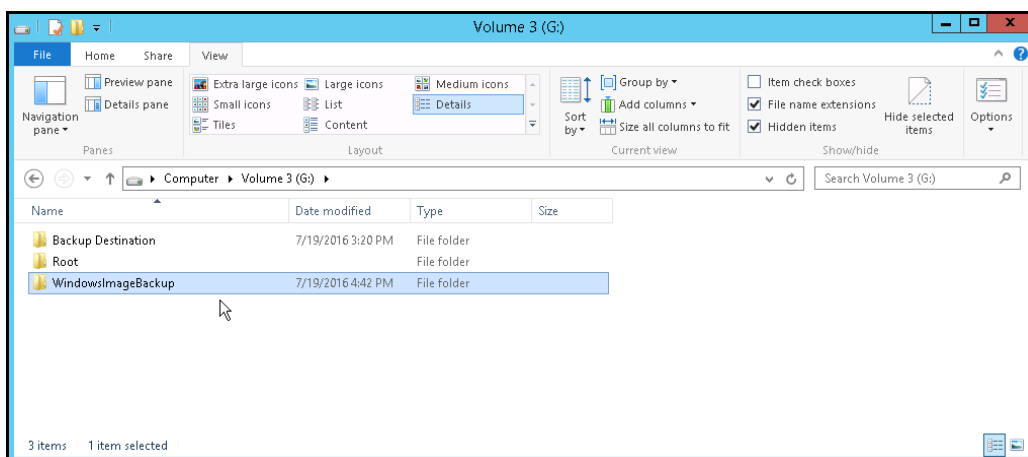 Volume 3 (G:)
File Home Share View
Preview pane Extra large icons Large icons Medium icons Group by Item check boxes
Details pane Small icons List Details Add columns File name extensions
Navigation pane Tiles Content Sort by Size all columns to fit Hidden items Hide selected items Options
Panes Layout Current view Show/hide
Computer Volume 3 (G:) Search Volume 3 (G:)
Name Date modified Type Size
Backup Destination 7/19/2016 3:20 PM File folder
Root File folder
WindowsImageBackup 7/19/2016 4:42 PM File folder
3 items 1 item selected